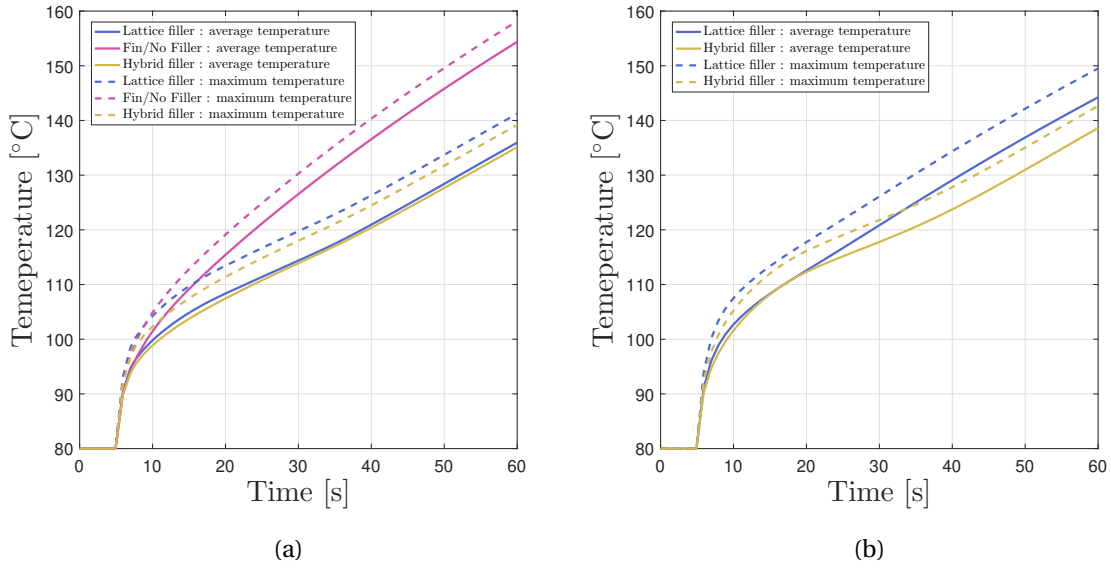 160
150
140
130
120
110
100
90
80
Temeperature [°C]
Lattice filler : average temperature
Fin/No Filler : average temperature
Hybrid filler : average temperature
Lattice filler : maximum temperature
Fin/No Filler : maximum temperature
Hybrid filler : maximum temperature
0 10 20 30 40 50 60
Time [s]
(a)
160
150
140
130
120
110
100
90
80
Temeperature [°C]
Lattice filler : average temperature
Hybrid filler : average temperature
Lattice filler : maximum temperature
Hybrid filler : maximum temperature
0 10 20 30 40 50 60
Time [s]
(b)